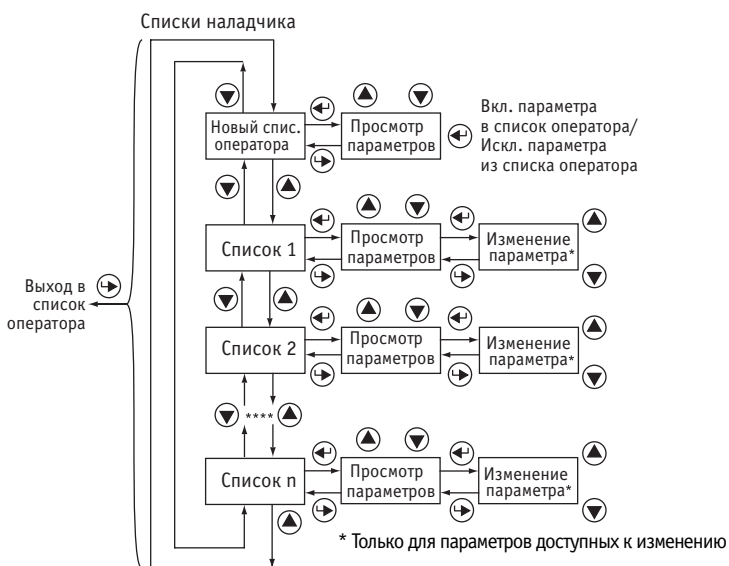 Списки наладчика
Новый спис.
оператора
Просмотр
параметров
Вкл. параметра
в список оператора/
Искл. параметра
из списка оператора
Список 1
Просмотр
параметров
Изменение
параметра*
Выход в
список
оператора
Список 2
Просмотр
параметров
Изменение
параметра*
****
Список n
Просмотр
параметров
Изменение
параметра*
* Только для параметров доступных к изменению